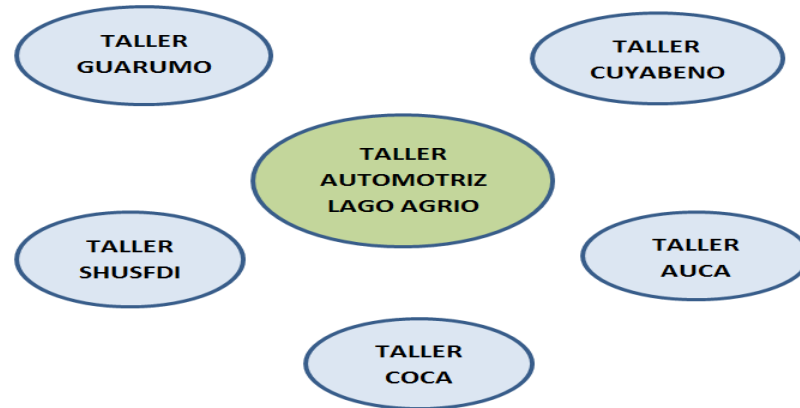 TALLER
GUARUMO
TALLER
CUYABENO
TALLER
AUTOMOTRIZ
LAGO AGRIO
TALLER
SHUSFDI
TALLER
AUCA
TALLER
COCA